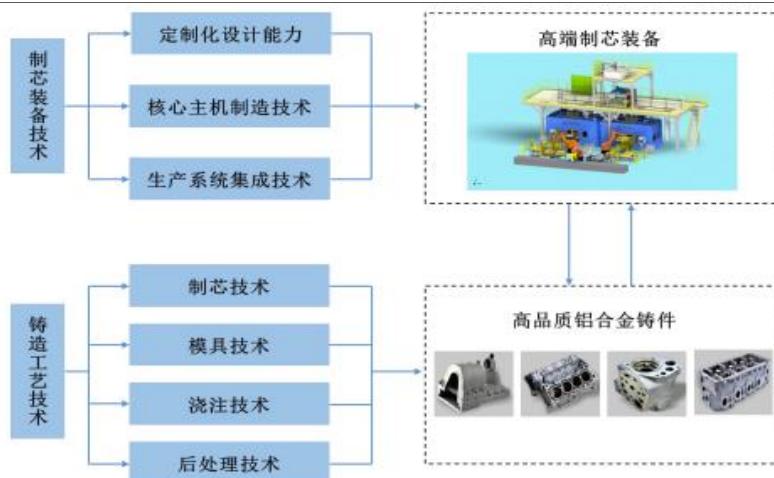 制芯装备技术
定制化设计能力
核心主机制造技术
生产系统集成技术
高端制芯装备
铸造工艺技术
制芯技术
模具技术
浇注技术
后处理技术
高品质铝合金铸件